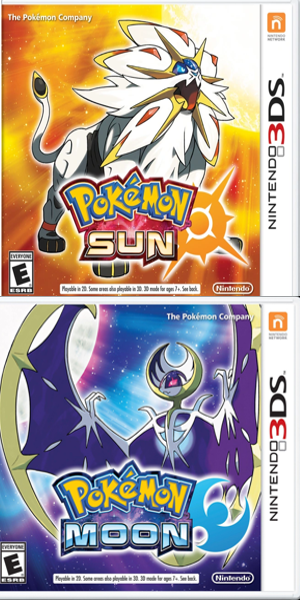 The Pokémon Company
NINTENDO
NETWORK
NINTENDO 3DS
POKéMON
SUN
EVERYONE
E
ESRB
Playable in 2D. Some areas also playable in 3D. 3D mode for ages 7+. See back.
Nintendo
The Pokémon Company
NINTENDO
NETWORK
NINTENDO 3DS
POKéMON
MOON
EVERYONE
E
ESRB
Playable in 2D. Some areas also playable in 3D. 3D mode for ages 7+. See back.
Nintendo